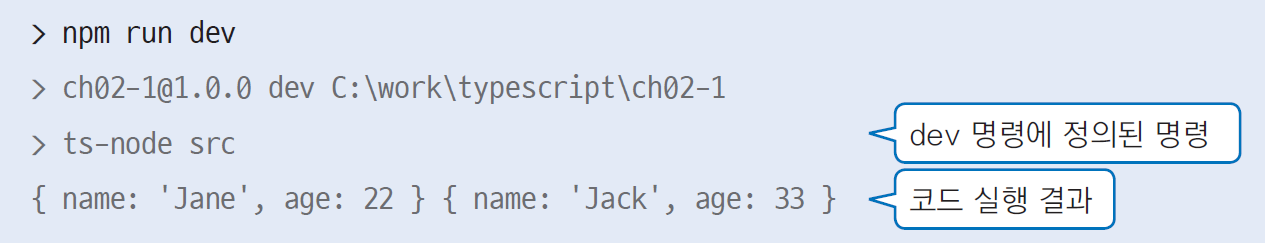 > npm run dev
> ch02-1@1.0.0 dev C:\work\typescript\ch02-1
> ts-node src
dev 명령에 정의된 명령
{ name: 'Jane', age: 22 } { name: 'Jack', age: 33 }
코드 실행 결과